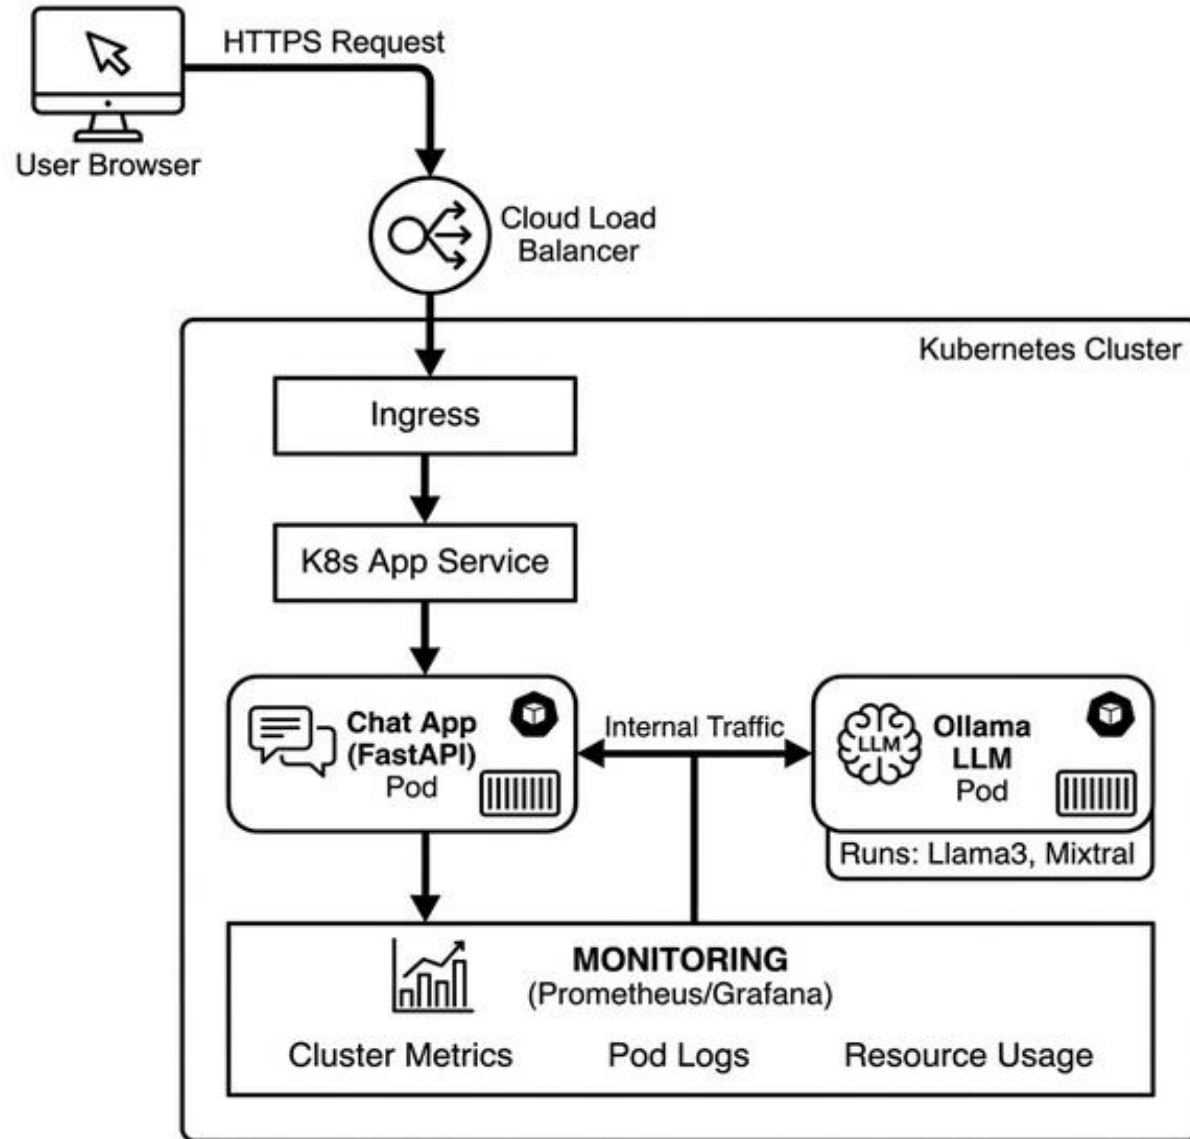 HTTPS Request
User Browser
Cloud Load
Balancer
Kubernetes Cluster
Ingress
K8s App Service
Chat App
(FastAPI)
Pod
Internal Traffic
LLM
Ollama
LLM
Pod
Runs: Llama3, Mixtral
MONITORING
(Prometheus/Grafana)
Cluster Metrics
Pod Logs
Resource Usage